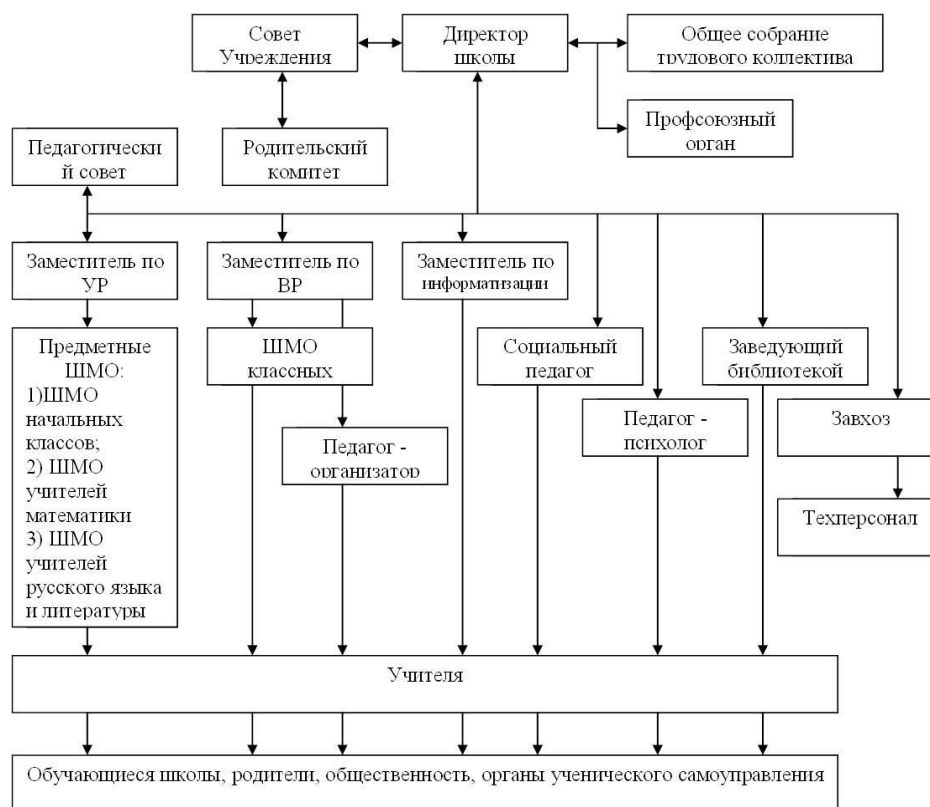 Совет
Учреждения
Директор
школы
Общее собрание
трудового коллектива
Профсоюзный
орган
Педагогически
й совет
Родительский
комитет
Заместитель по
УР
Заместитель по
ВР
Заместитель по
информатизации
Предметные
ШМО:
1)ШМО
начальных
классов;
2) ШМО
учителей
математики
3) ШМО
учителей
русского языка
и литературы
ШМО
классных
Социальный
педагог
Заведующий
библиотекой
Педагог -
организатор
Педагог -
психолог
Завхоз
Техперсонал
Учителя
Обучающиеся школы, родители, общественность, органы ученического самоуправления